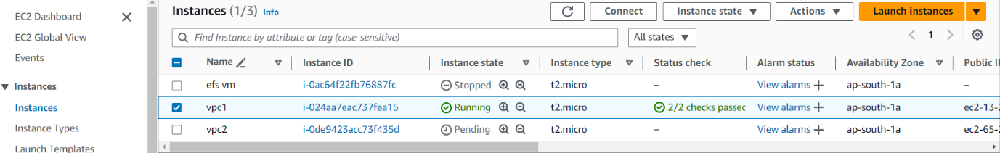 EC2 Dashboard
EC2 Global View
Events
Instances
Instances
Instance Types
Launch Templates
Instances (1/3) Info
Connect Instance state Actions Launch instances
Find Instance by attribute or tag (case-sensitive) All states 1
Name Instance ID Instance state Instance type Status check Alarm status Availability Zone Public
efs vm i-0ac64f22fb76887fc Stopped t2.micro – View alarms + ap-south-1a –
vpc1 i-024aa7eac737fea15 Running t2.micro 2/2 checks passed View alarms + ap-south-1a ec2-13-
vpc2 i-0de9423acc73f435d Pending t2.micro – View alarms + ap-south-1a ec2-65-